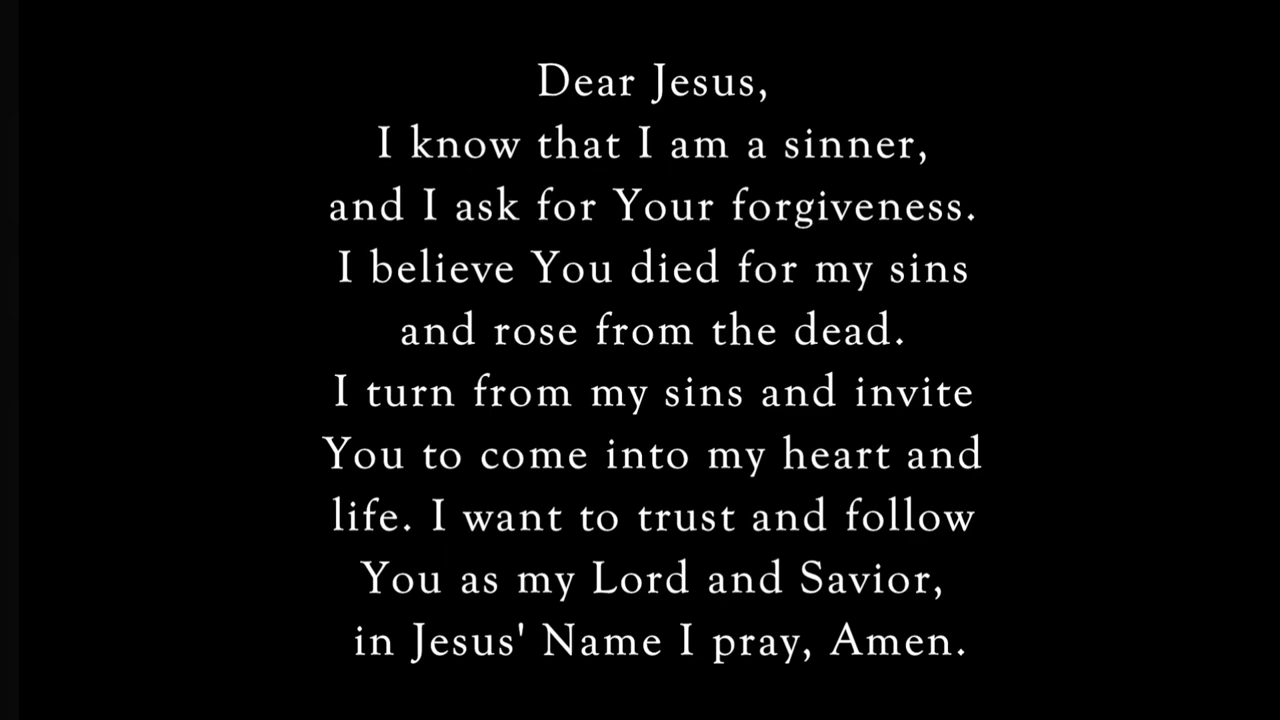 Dear Jesus,
I know that I am a sinner,
and I ask for Your forgiveness.
I believe You died for my sins
and rose from the dead.
I turn from my sins and invite
You to come into my heart and
life. I want to trust and follow
You as my Lord and Savior,
in Jesus' Name I pray, Amen.